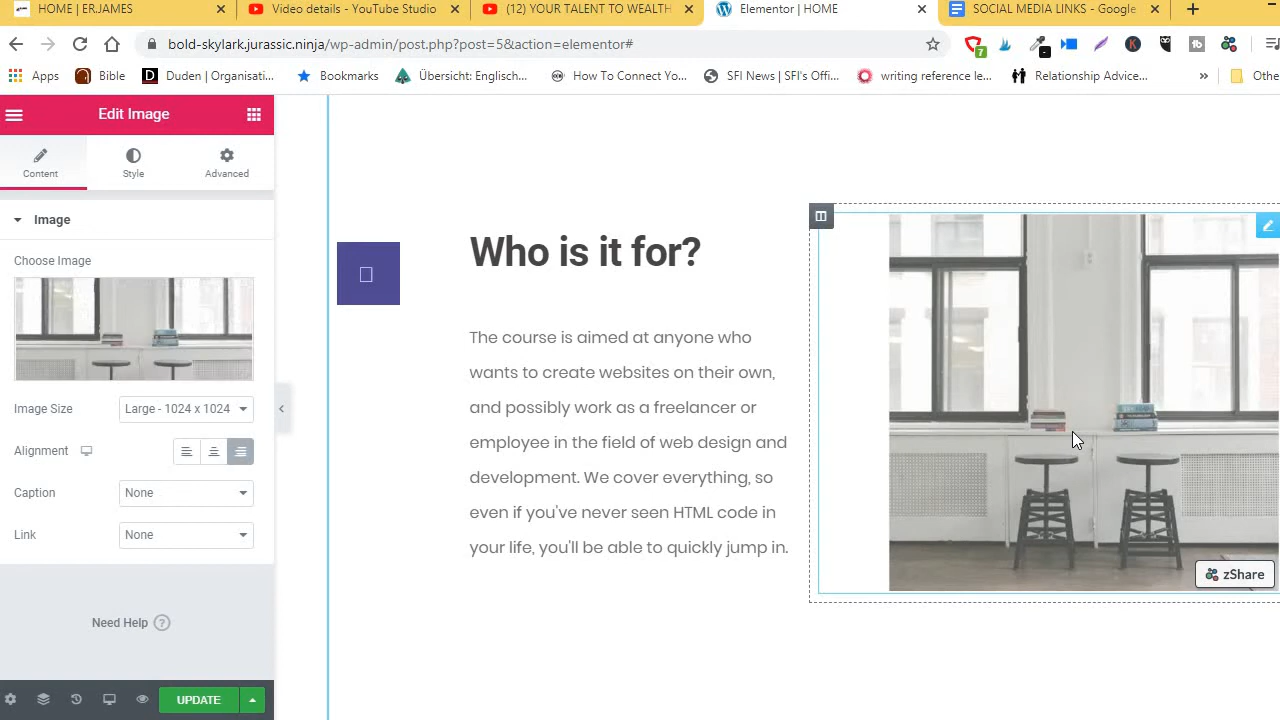 HOME | ERJAMES
Video details - YouTube Studio
(12) YOUR TALENT TO WEALTH
Elementor | HOME
SOCIAL MEDIA LINKS - Google
bold-skylark.jurassic.ninja/wp-admin/post.php?post=5&action=elementor#
7
tb
K
Apps
Bible
D
Duden | Organisati...
Bookmarks
Übersicht: Englisch...
How To Connect Yo...
SFI News | SFI's Offi...
writing reference le...
Relationship Advice...
»
Othe
Edit Image
Content
Style
Advanced
Image
Choose Image
Image Size
Large - 1024 x 1024
Alignment
Caption
None
Link
None
Need Help ?
UPDATE
Who is it for?
The course is aimed at anyone who
wants to create websites on their own,
and possibly work as a freelancer or
employee in the field of web design and
development. We cover everything, so
even if you've never seen HTML code in
your life, you'll be able to quickly jump in.
zShare